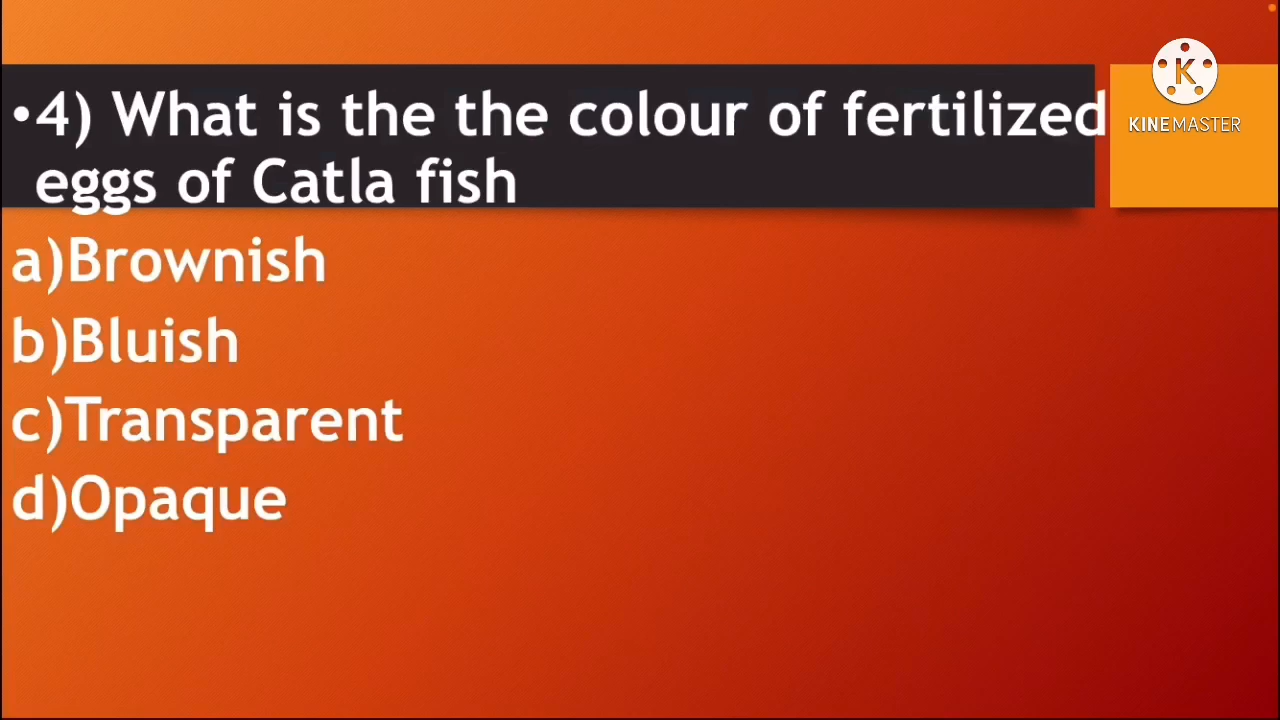 •4) What is the the colour of fertilized
eggs of Catla fish
a)Brownish
b)Bluish
c)Transparent
d)Opaque
K
KINEMASTER